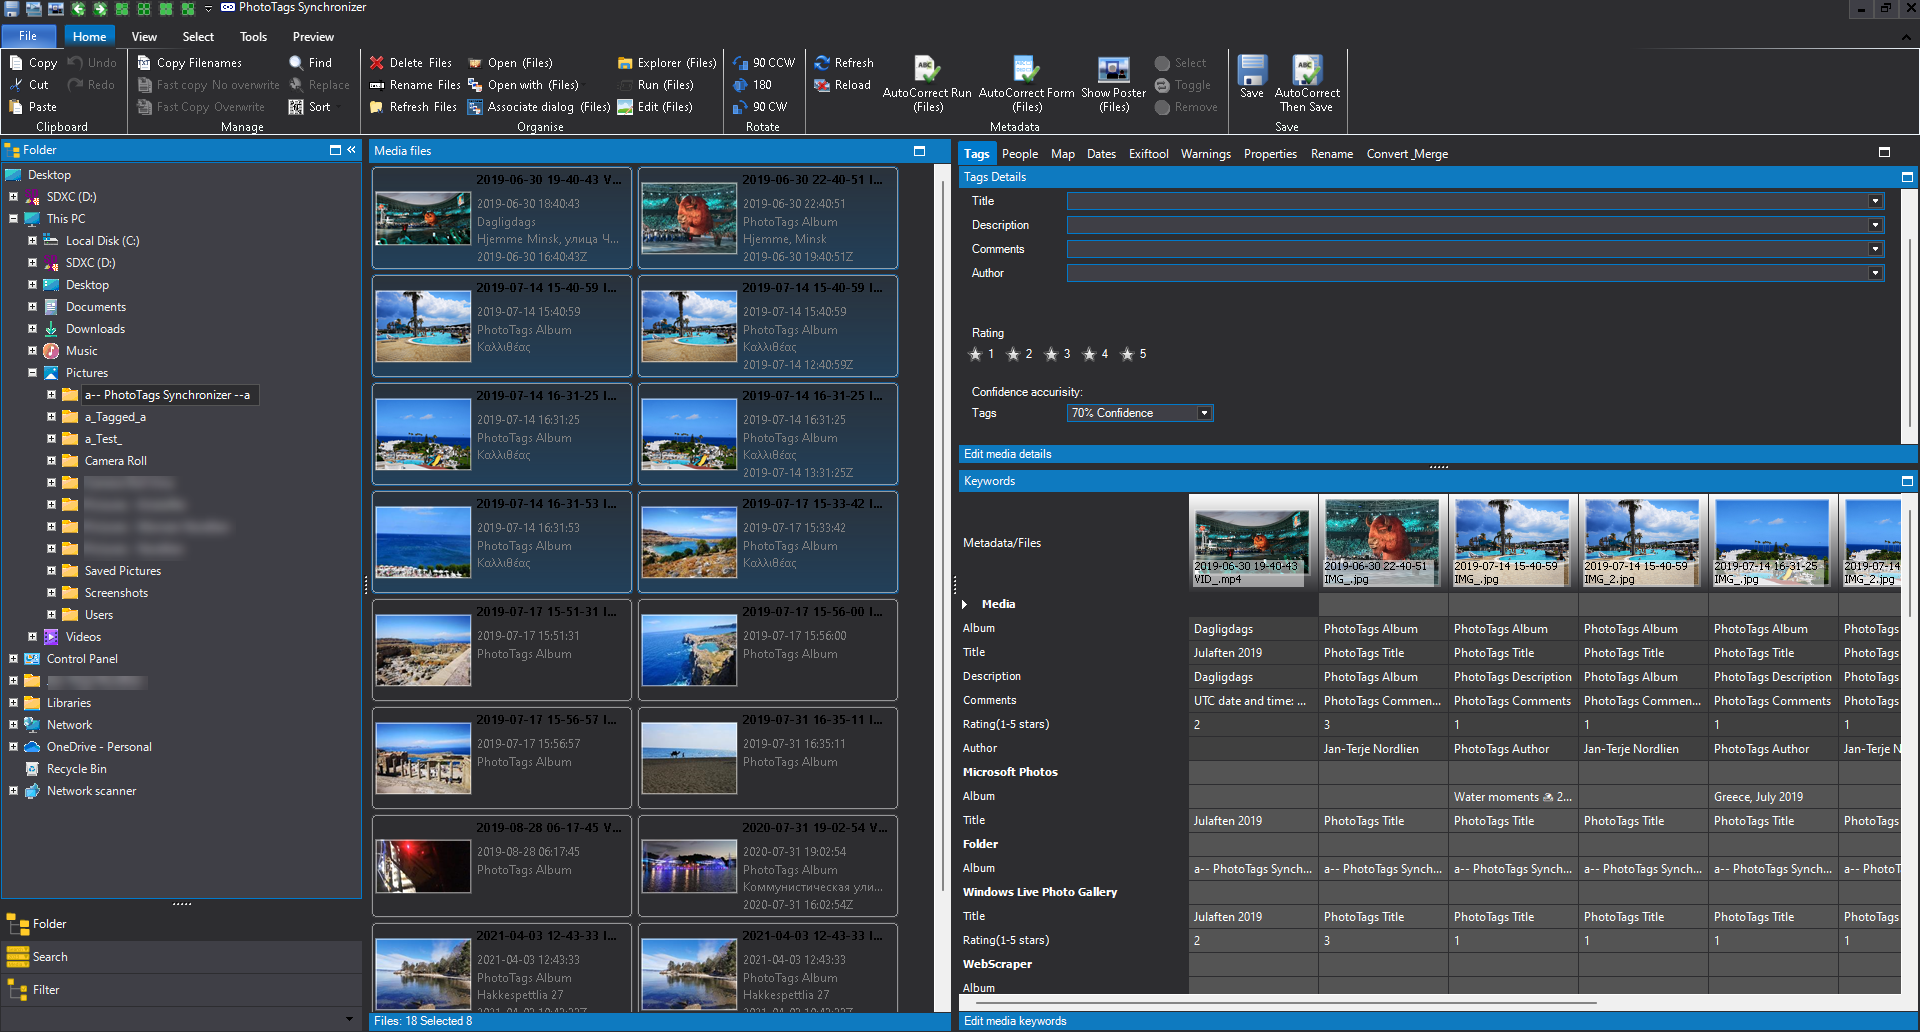 PhotoTags Synchronizer
File
Home
View
Select
Tools
Preview
Copy
Undo
Cut
Redo
Paste
Clipboard
Copy Filenames
Find
Fast copy No overwrite
Replace
Fast Copy Overwrite
Sort
Manage
Delete Files
Open (Files)
Explorer (Files)
Rename Files
Open with (Files)
Run (Files)
Refresh Files
Associate dialog (Files)
Edit (Files)
Organise
90 CCW
180
90 CW
Rotate
Refresh
Reload
AutoCorrect Run
(Files)
AutoCorrect Form
(Files)
Show Poster
(Files)
Select
Toggle
Remove
Metadata
Save
AutoCorrect
Then Save
Save
Folder
Desktop
SDXC (D:)
This PC
Local Disk (C:)
SDXC (D:)
Desktop
Documents
Downloads
Music
Pictures
a-- PhotoTags Synchronizer --a
a_Tagged_a
a_Test_
Camera Roll
Saved Pictures
Screenshots
Users
Videos
Control Panel
Libraries
Network
OneDrive - Personal
Recycle Bin
Network scanner
Folder
Search
Filter
Media files
2019-06-30 19-40-43 V...
2019-06-30 18:40:43
Dagligdags
Hjemme Minsk, улица Ч...
2019-06-30 16:40:43Z
2019-06-30 22-40-51 I...
2019-06-30 22:40:51
PhotoTags Album
Hjemme, Minsk
2019-06-30 19:40:51Z
2019-07-14 15-40-59 I...
2019-07-14 15:40:59
PhotoTags Album
Καλλιθέας
2019-07-14 15-40-59 I...
2019-07-14 15:40:59
PhotoTags Album
Καλλιθέας
2019-07-14 12:40:59Z
2019-07-14 16-31-25 I...
2019-07-14 16:31:25
PhotoTags Album
Καλλιθέας
2019-07-14 16-31-25 I...
2019-07-14 16:31:25
PhotoTags Album
Καλλιθέας
2019-07-14 13:31:25Z
2019-07-14 16-31-53 I...
2019-07-14 16:31:53
PhotoTags Album
Καλλιθέας
2019-07-17 15-33-42 I...
2019-07-17 15:33:42
PhotoTags Album
Καλλιθέας
2019-07-17 15-51-31 I...
2019-07-17 15:51:31
PhotoTags Album
2019-07-17 15-56-00 I...
2019-07-17 15:56:00
PhotoTags Album
2019-07-17 15-56-57 I...
2019-07-17 15:56:57
PhotoTags Album
2019-07-31 16-35-11 I...
2019-07-31 16:35:11
PhotoTags Album
2019-08-28 06-17-45 V...
2019-08-28 06:17:45
PhotoTags Album
2020-07-31 19-02-54 V...
2020-07-31 19:02:54
PhotoTags Album
Коммунистическая ули...
2020-07-31 16:02:54Z
2021-04-03 12-43-33 I...
2021-04-03 12:43:33
PhotoTags Album
Hakkespettlia 27
2021-04-03 10:43:33Z
2021-04-03 12-43-33 I...
2021-04-03 12:43:33
PhotoTags Album
Hakkespettlia 27
2021-04-03 10:43:33Z
Files: 18 Selected 8
Tags
People
Map
Dates
Exiftool
Warnings
Properties
Rename
Convert _Merge
Tags Details
Title
Description
Comments
Author
Rating
1 2 3 4 5
Confidence accurisity:
Tags 70% Confidence
Edit media details
Keywords
Metadata/Files
2019-06-30 19-40-43
VID_.mp4
2019-06-30 22-40-51
IMG_.jpg
2019-07-14 15-40-59
IMG_.jpg
2019-07-14 15-40-59
IMG_2.jpg
2019-07-14 16-31-25
IMG_.jpg
2019-07-14
IMG_2.jpg
Media
Album Dagligdags PhotoTags Album PhotoTags Album PhotoTags Album PhotoTags Album PhotoTags
Title Julaften 2019 PhotoTags Title PhotoTags Title PhotoTags Title PhotoTags Title PhotoTags
Description Dagligdags PhotoTags Album PhotoTags Description PhotoTags Album PhotoTags Description PhotoTags
Comments UTC date and time: ... PhotoTags Commen... PhotoTags Comments PhotoTags Commen... PhotoTags Comments PhotoTags
Rating(1-5 stars) 2 3 1 1 1 1
Author Jan-Terje Nordlien PhotoTags Author Jan-Terje Nordlien PhotoTags Author Jan-Terje N
Microsoft Photos
Album Water moments 2... Greece, July 2019
Title Julaften 2019 PhotoTags Title PhotoTags Title PhotoTags Title PhotoTags Title PhotoTags
Folder
Album a-- PhotoTags Synch... a-- PhotoTags Synchr... a-- PhotoTags Synch... a-- PhotoTags Synchr... a-- PhotoTags Synchr... a-- PhotoT
Windows Live Photo Gallery
Title Julaften 2019 PhotoTags Title PhotoTags Title PhotoTags Title PhotoTags Title PhotoTags
Rating(1-5 stars) 2 3 1 1 1 1
WebScraper
Album
Edit media keywords